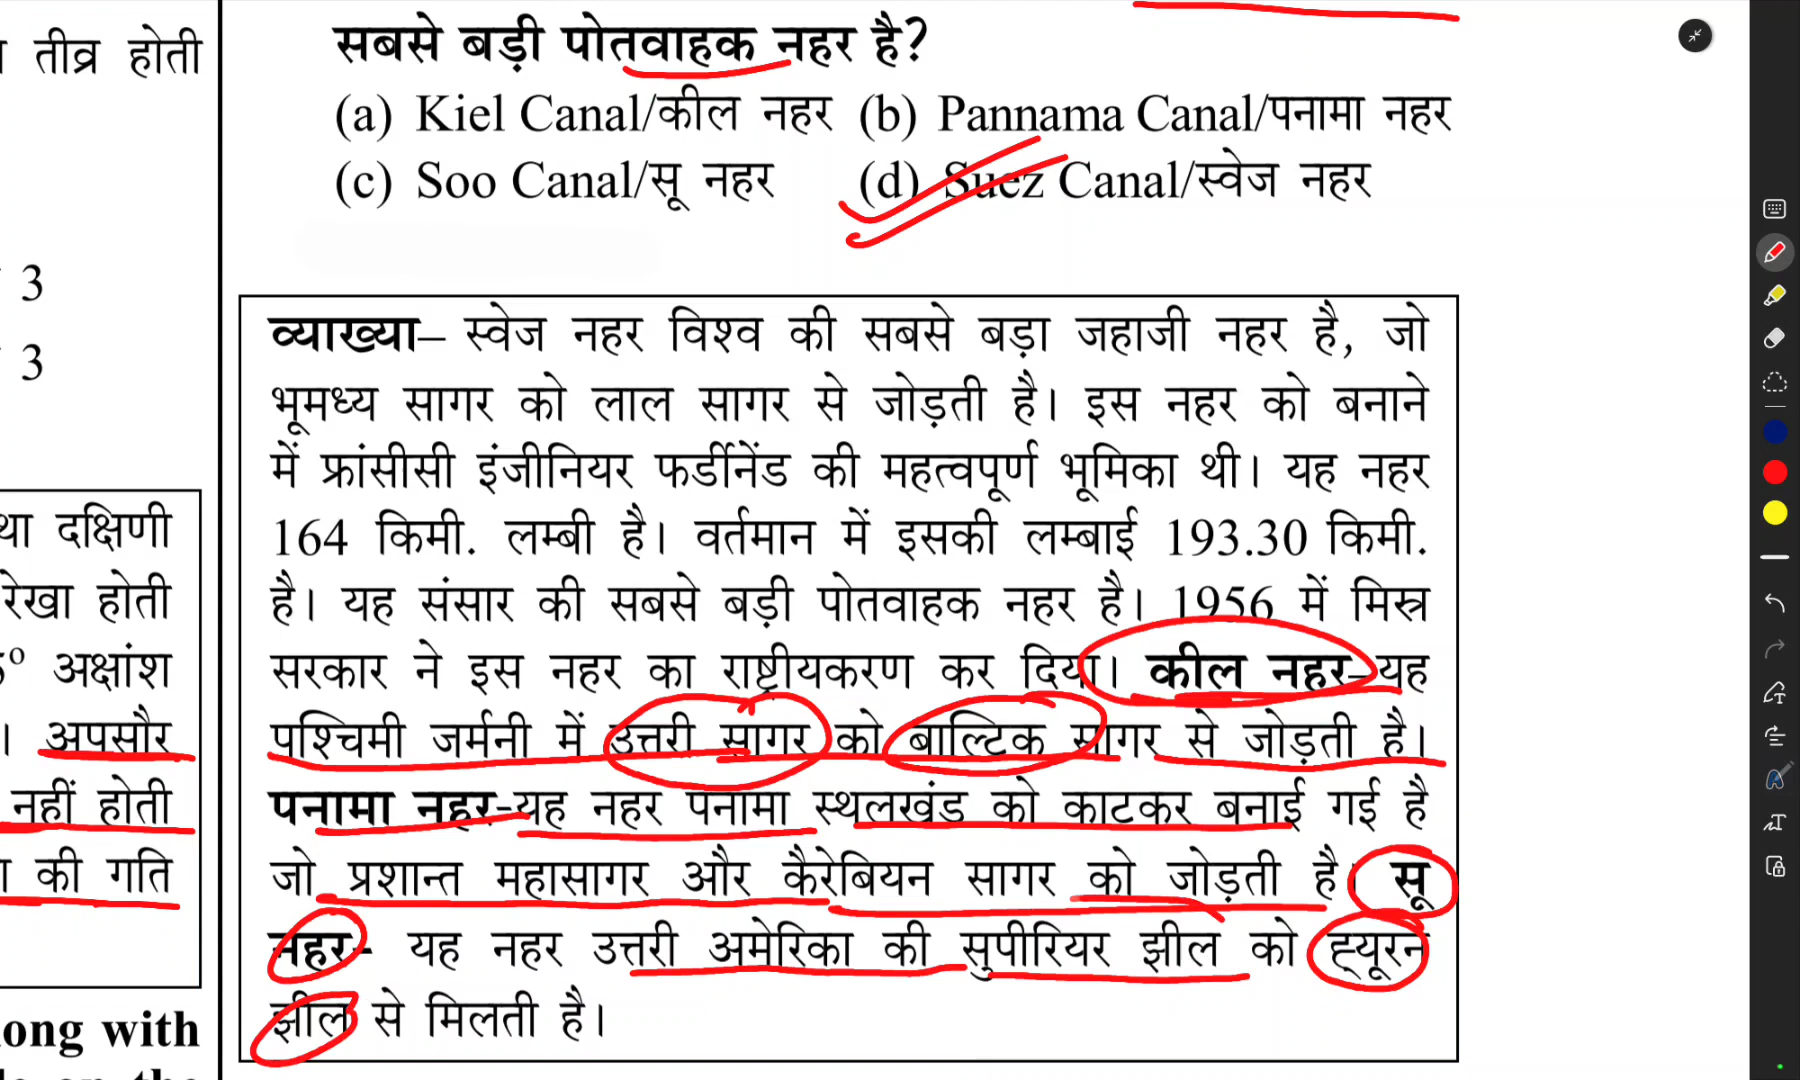 तीव्र होती
3
3
था दक्षिणी
रेखा होती
अक्षांश
। अपसौर
नहीं होती
की गति
ong with
सबसे बड़ी पोतवाहक नहर है?
(a) Kiel Canal/कील नहर (b) Pannama Canal/पनामा नहर
(c) Soo Canal/सू नहर (d) Suez Canal/स्वेज नहर
व्याख्या– स्वेज नहर विश्व की सबसे बड़ा जहाजी नहर है, जो
भूमध्य सागर को लाल सागर से जोड़ती है। इस नहर को बनाने
में फ्रांसीसी इंजीनियर फर्डीनेंड की महत्वपूर्ण भूमिका थी। यह नहर
164 किमी. लम्बी है। वर्तमान में इसकी लम्बाई 193.30 किमी.
है। यह संसार की सबसे बड़ी पोतवाहक नहर है। 1956 में मिस्र
सरकार ने इस नहर का राष्ट्रीयकरण कर दिया। कील नहर–यह
पश्चिमी जर्मनी में उत्तरी सागर को बाल्टिक सागर से जोड़ती है।
पनामा नहर-यह नहर पनामा स्थलखंड को काटकर बनाई गई है
जो प्रशान्त महासागर और कैरेबियन सागर को जोड़ती है। सू
नहर- यह नहर उत्तरी अमेरिका की सुपीरियर झील को ह्यूरन
झील से मिलती है।